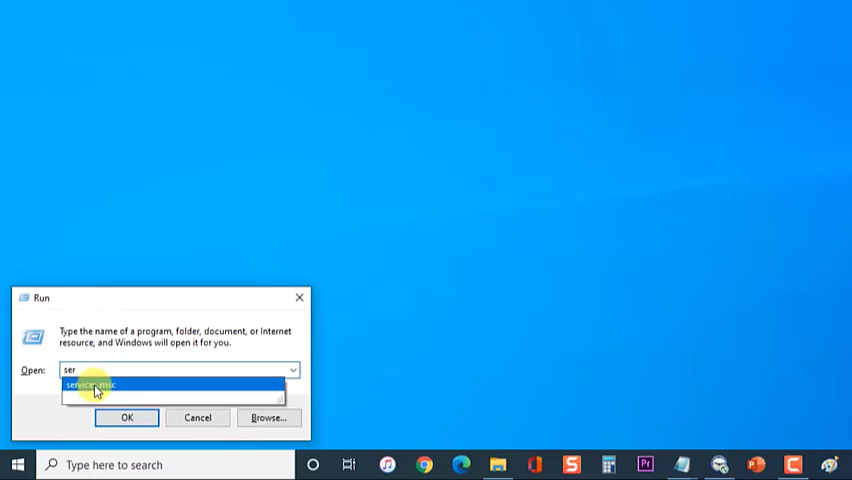 Run
Type the name of a program, folder, document, or Internet
resource, and Windows will open it for you.
Open: ser
services.msc
OK Cancel Browse...
Type here to search
S Pr P C